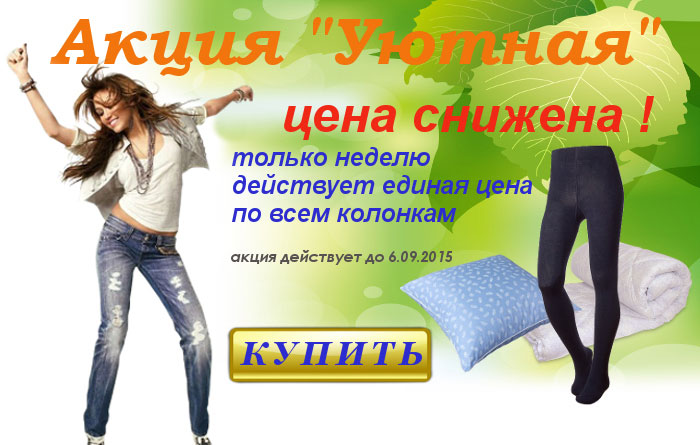 Акция "Уютная"
цена снижена !
только неделю
действует единая цена
по всем колонкам
акция действует до 6.09.2015
КУПИТЬ